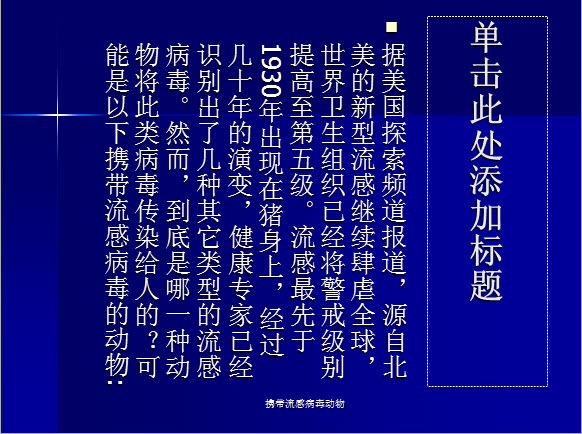 单击此处添加标题
■据美国探索频道报道，源自北
美的新型流感继续肆虐全球，
世界卫生组织已经将警戒级别
提高至第五级。流感最先于
1930年出现在猪身上，经过
几十年的演变，健康专家已经
识别出了几种其它类型的流感
病毒。然而，到底是哪一种动
物将此类病毒传染给人的？可
能是以下携带流感病毒的动物:
携带流感病毒动物